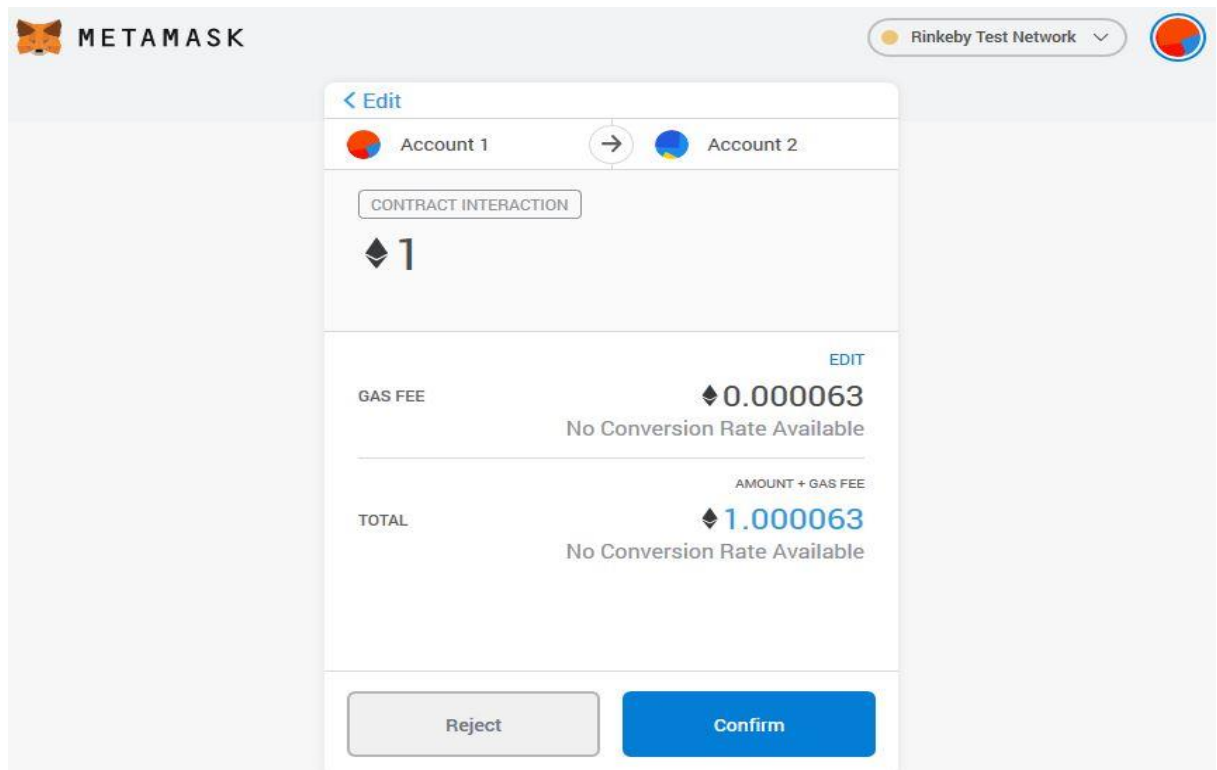 METAMASK
Rinkeby Test Network
< Edit
Account 1 → Account 2
CONTRACT INTERACTION
1
EDIT
GAS FEE 0.000063
No Conversion Rate Available
AMOUNT + GAS FEE
TOTAL 1.000063
No Conversion Rate Available
Reject Confirm